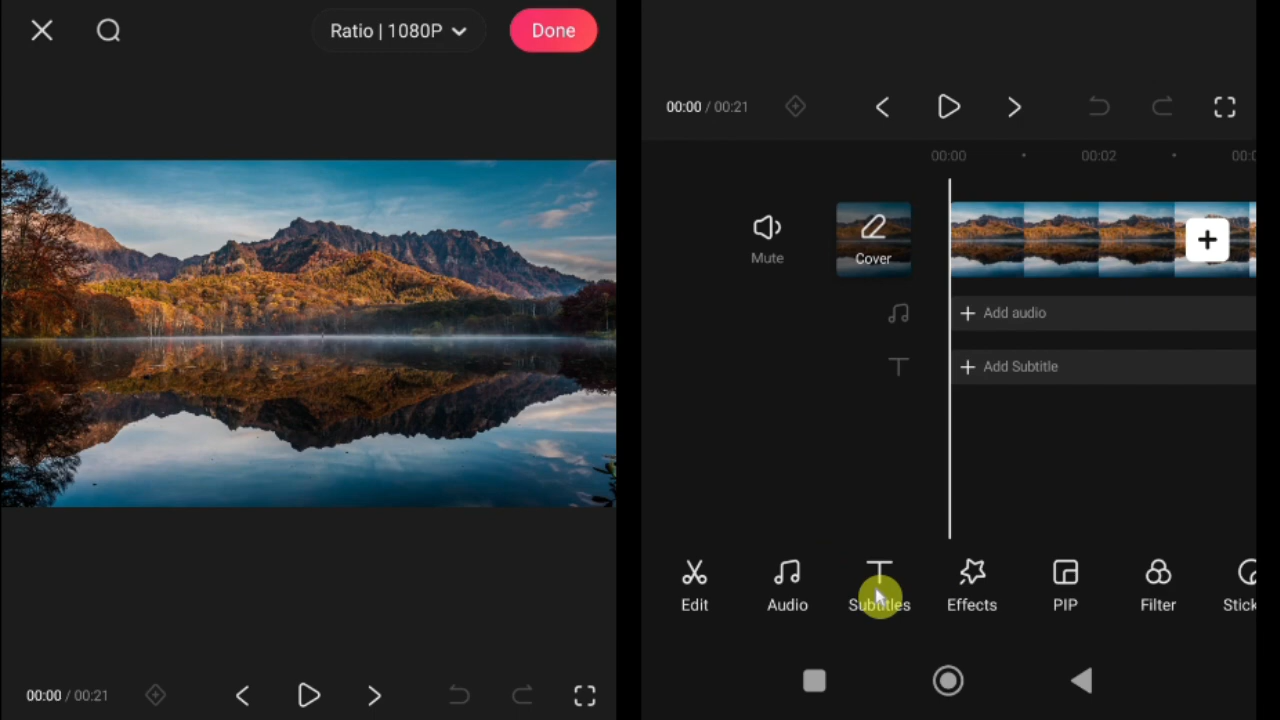 Ratio | 1080P
Done
00:00 / 00:21
00:00 / 00:21
00:00
00:02
Mute
Cover
Add audio
Add Subtitle
Edit
Audio
Subtitles
Effects
PIP
Filter